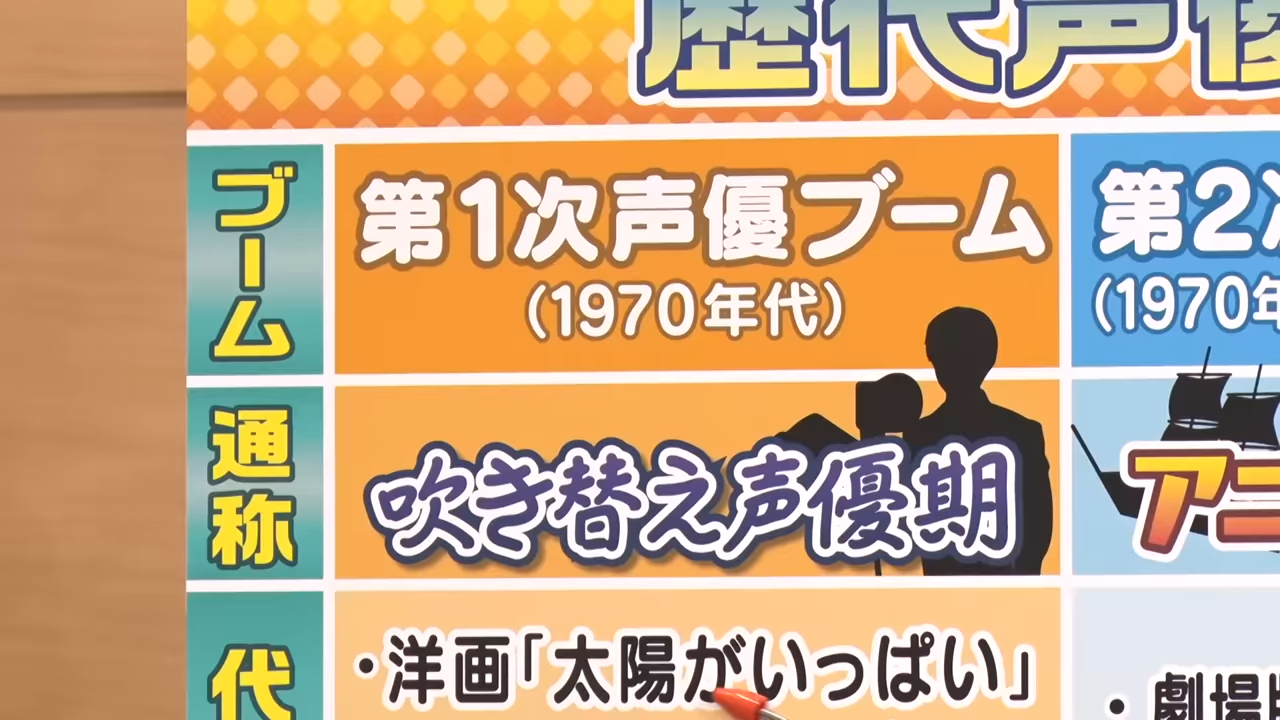 歴代声優
ブーム
第1次声優ブーム
(1970年代)
第2次
(1970年
通称
吹き替え声優期
アニ
代
・洋画「太陽がいっぱい」
・劇場版